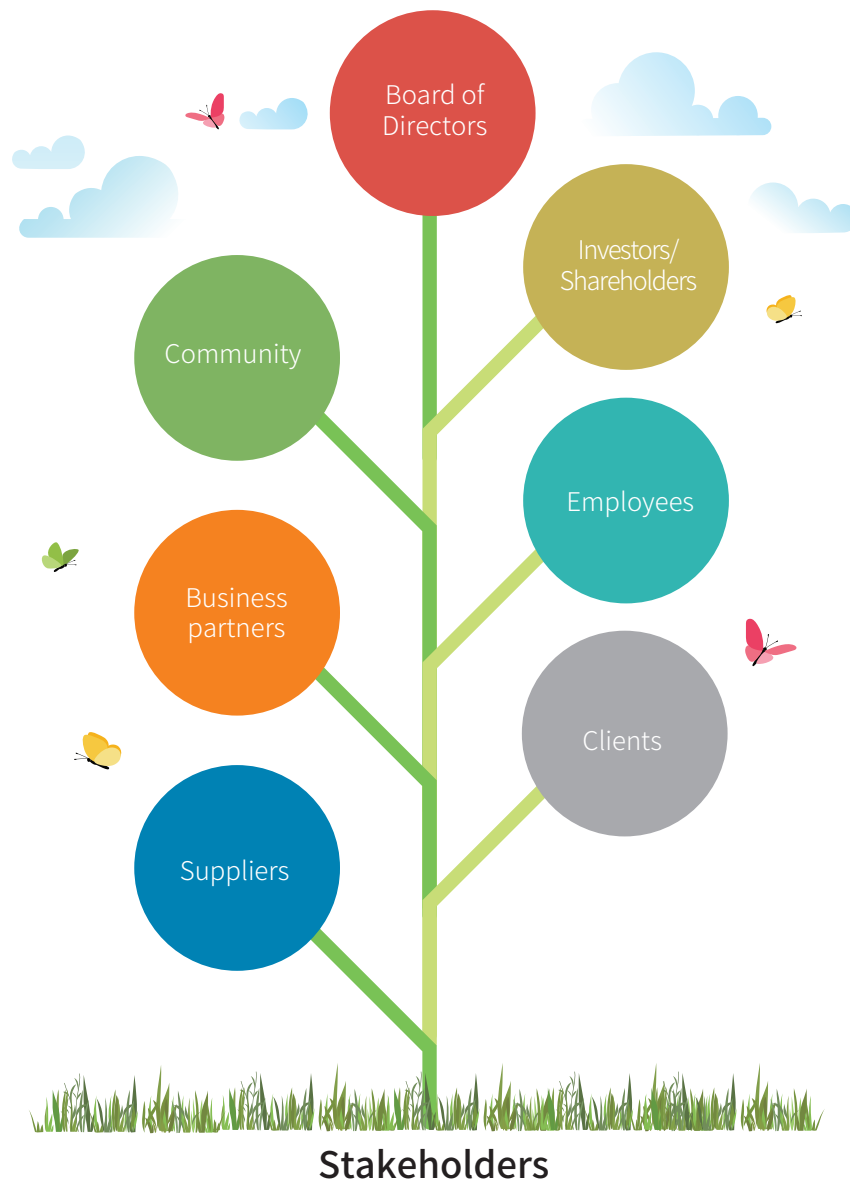 Board of
Directors
Investors/
Shareholders
Community
Employees
Business
partners
Clients
Suppliers
Stakeholders